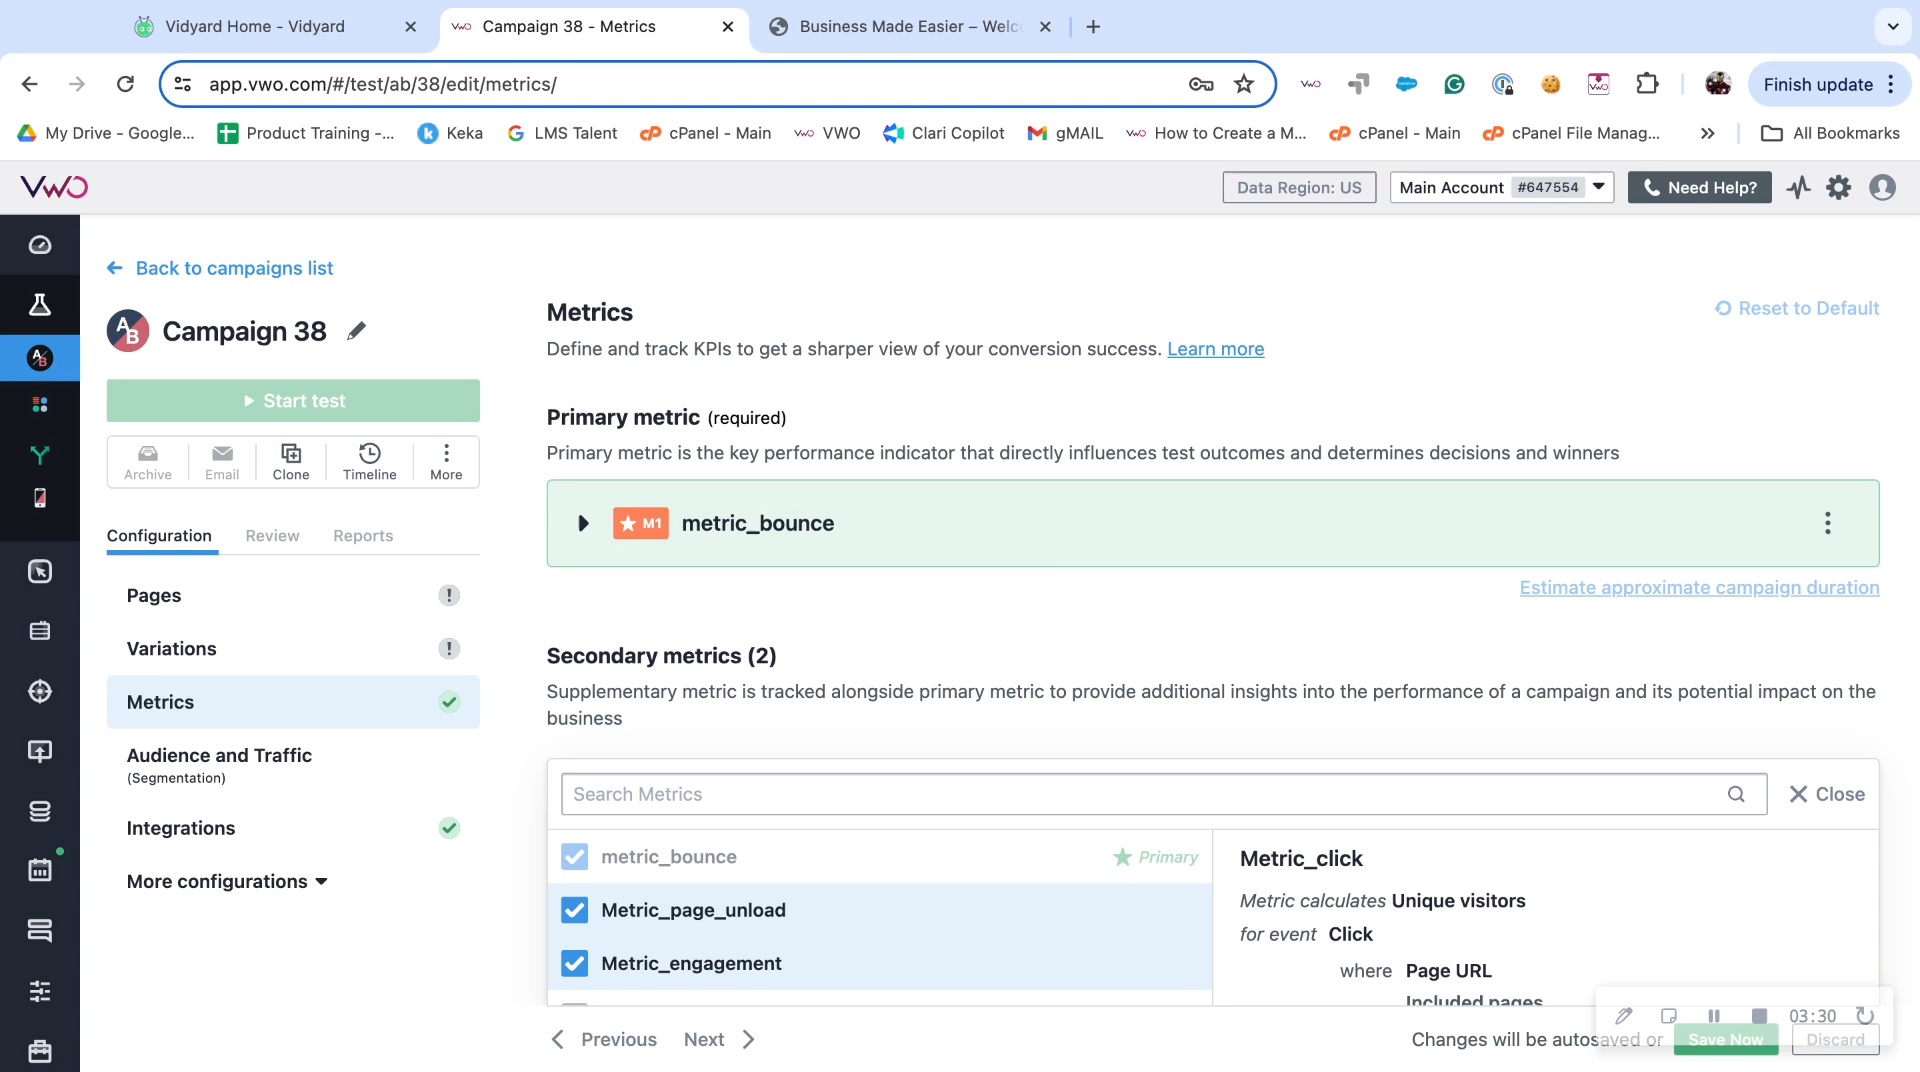 Vidyard Home - Vidyard
Campaign 38 - Metrics
Business Made Easier – Welc
app.vwo.com/#/test/ab/38/edit/metrics/
Finish update
My Drive - Google...
Product Training -...
Keka
LMS Talent
cPanel - Main
VWO
Clari Copilot
gMAIL
How to Create a M...
cPanel - Main
cPanel File Manag...
All Bookmarks
VWO
Data Region: US
Main Account #647554
Need Help?
Back to campaigns list
AB Campaign 38
Start test
Archive
Email
Clone
Timeline
More
Configuration
Review
Reports
Pages
Variations
Metrics
Audience and Traffic
(Segmentation)
Integrations
More configurations
Metrics
Reset to Default
Define and track KPIs to get a sharper view of your conversion success. Learn more
Primary metric (required)
Primary metric is the key performance indicator that directly influences test outcomes and determines decisions and winners
M1 metric_bounce
Estimate approximate campaign duration
Secondary metrics (2)
Supplementary metric is tracked alongside primary metric to provide additional insights into the performance of a campaign and its potential impact on the
business
Search Metrics
Close
metric_bounce
Primary
Metric_page_unload
Metric_engagement
Metric_click
Metric calculates Unique visitors
for event Click
where Page URL
Included pages
03:30
Previous
Next
Changes will be autosaved or
Save Now
Discard